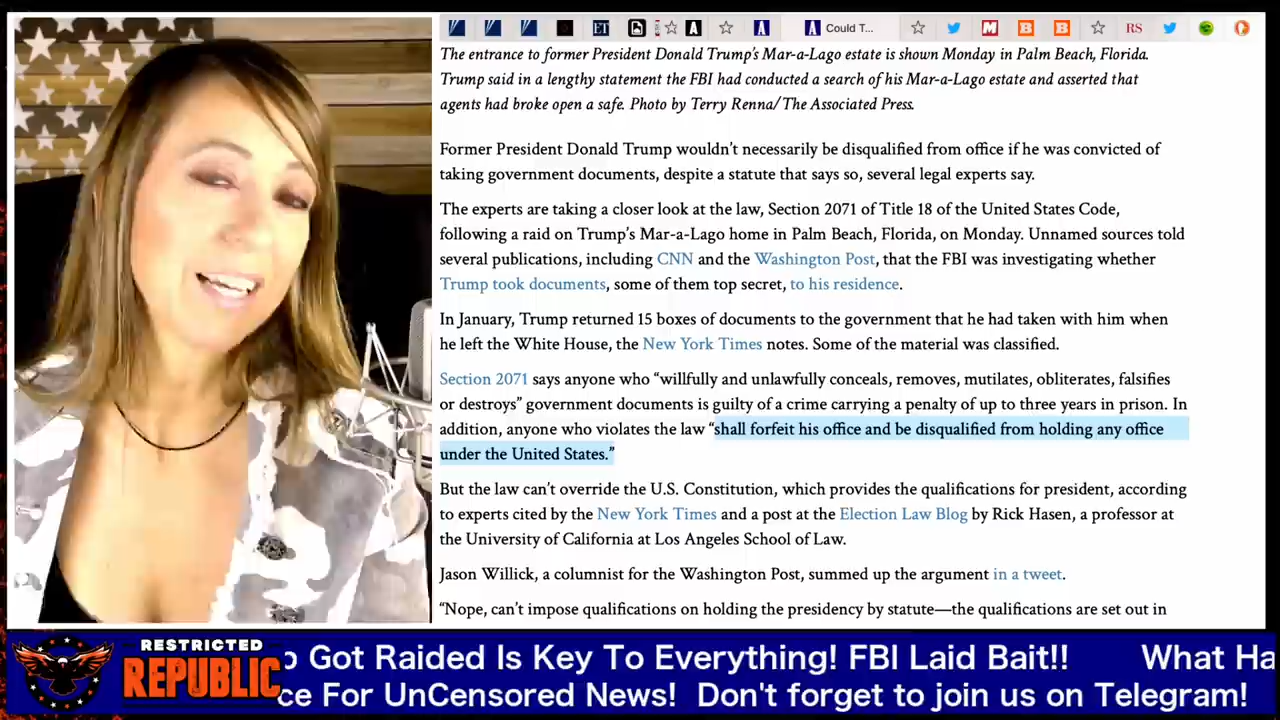 ET
A
A
A Could T...
M
B
B
RS
The entrance to former President Donald Trump's Mar-a-Lago estate is shown Monday in Palm Beach, Florida.
Trump said in a lengthy statement the FBI had conducted a search of his Mar-a-Lago estate and asserted that
agents had broke open a safe. Photo by Terry Renna/The Associated Press.
Former President Donald Trump wouldn't necessarily be disqualified from office if he was convicted of
taking government documents, despite a statute that says so, several legal experts say.
The experts are taking a closer look at the law, Section 2071 of Title 18 of the United States Code,
following a raid on Trump's Mar-a-Lago home in Palm Beach, Florida, on Monday. Unnamed sources told
several publications, including CNN and the Washington Post, that the FBI was investigating whether
Trump took documents, some of them top secret, to his residence.
In January, Trump returned 15 boxes of documents to the government that he had taken with him when
he left the White House, the New York Times notes. Some of the material was classified.
Section 2071 says anyone who “willfully and unlawfully conceals, removes, mutilates, obliterates, falsifies
or destroys” government documents is guilty of a crime carrying a penalty of up to three years in prison. In
addition, anyone who violates the law “shall forfeit his office and be disqualified from holding any office
under the United States.”
But the law can't override the U.S. Constitution, which provides the qualifications for president, according
to experts cited by the New York Times and a post at the Election Law Blog by Rick Hasen, a professor at
the University of California at Los Angeles School of Law.
Jason Willick, a columnist for the Washington Post, summed up the argument in a tweet.
“Nope, can't impose qualifications on holding the presidency by statute—the qualifications are set out in
RESTRICTED
REPUBLIC
p Got Raided Is Key To Everything! FBI Laid Bait!! What Ha
ce For UnCensored News! Don't forget to join us on Telegram!